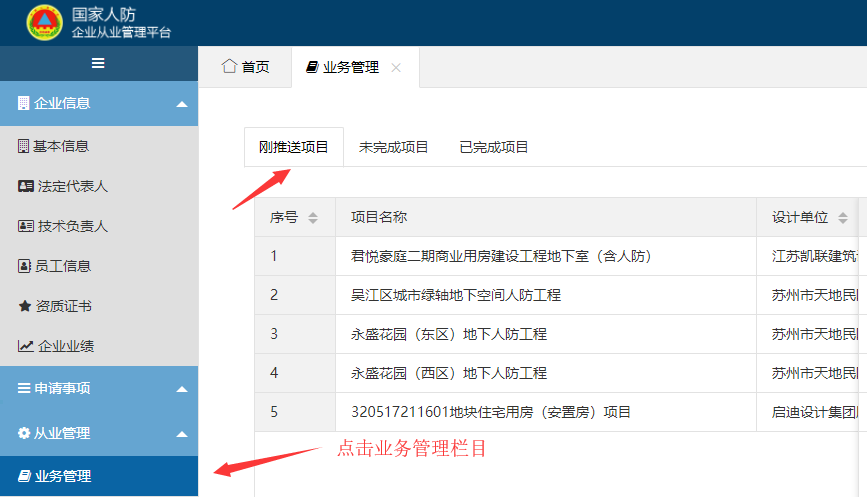 国家人防
企业从业管理平台
首页
业务管理
企业信息
基本信息
法定代表人
技术负责人
员工信息
资质证书
企业业绩
申请事项
从业管理
业务管理
刚推送项目 未完成项目 已完成项目
序号 项目名称 设计单位
1 君悦豪庭二期商业用房建设工程地下室（含人防） 江苏凯联建筑
2 吴江区城市绿轴地下空间人防工程 苏州市天地民防
3 永盛花园（东区）地下人防工程 苏州市天地民防
4 永盛花园（西区）地下人防工程 苏州市天地民防
5 320517211601地块住宅用房（安置房）项目 启迪设计集团
点击业务管理栏目